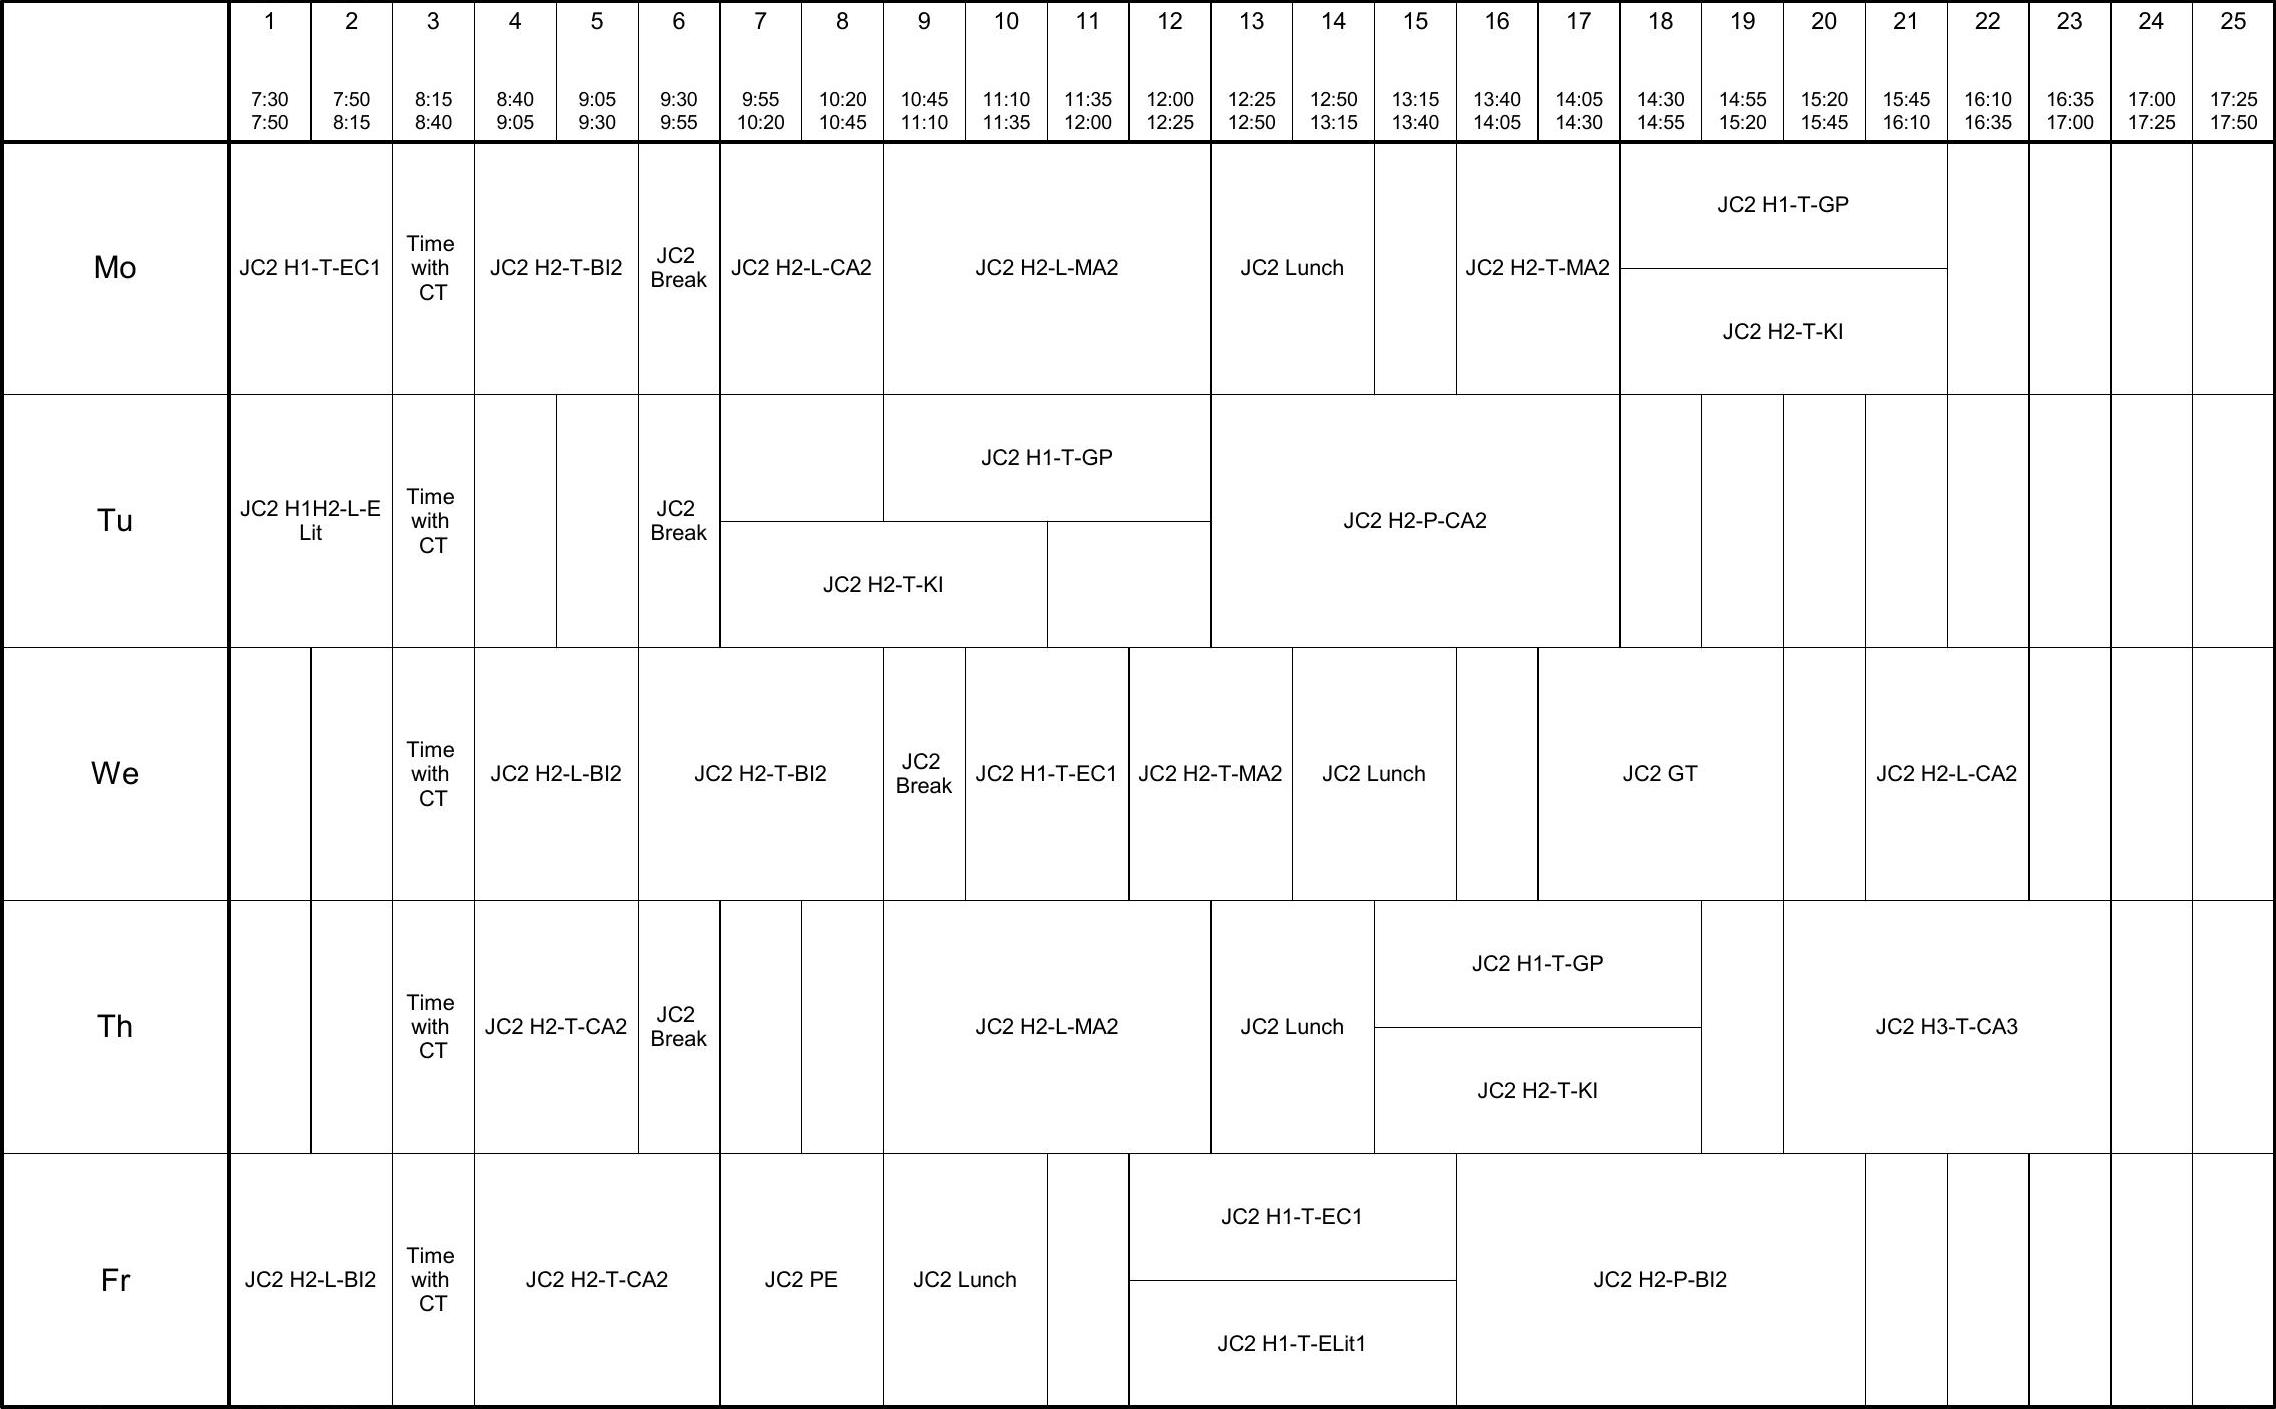 1 2 3 4 5 6 7 8 9 10 11 12 13 14 15 16 17 18 19 20 21 22 23 24 25
7:30 7:50 8:15 8:40 9:05 9:30 9:55 10:20 10:45 11:10 11:35 12:00 12:25 12:50 13:15 13:40 14:05 14:30 14:55 15:20 15:45 16:10 16:35 17:00 17:25
7:50 8:15 8:40 9:05 9:30 9:55 10:20 10:45 11:10 11:35 12:00 12:25 12:50 13:15 13:40 14:05 14:30 14:55 15:20 15:45 16:10 16:35 17:00 17:25 17:50
Mo
JC2 H1-T-EC1
Time
with
CT
JC2 H2-T-BI2
JC2
Break
JC2 H2-L-CA2
JC2 H2-L-MA2
JC2 Lunch
JC2 H2-T-MA2
JC2 H1-T-GP
JC2 H2-T-KI
Tu
JC2 H1H2-L-E
Lit
Time
with
CT
JC2
Break
JC2 H1-T-GP
JC2 H2-T-KI
JC2 H2-P-CA2
We
Time
with
CT
JC2 H2-L-BI2
JC2 H2-T-BI2
JC2
Break
JC2 H1-T-EC1
JC2 H2-T-MA2
JC2 Lunch
JC2 GT
JC2 H2-L-CA2
Th
Time
with
CT
JC2 H2-T-CA2
JC2
Break
JC2 H2-L-MA2
JC2 Lunch
JC2 H1-T-GP
JC2 H2-T-KI
JC2 H3-T-CA3
Fr
JC2 H2-L-BI2
Time
with
CT
JC2 H2-T-CA2
JC2 PE
JC2 Lunch
JC2 H1-T-EC1
JC2 H1-T-ELit1
JC2 H2-P-BI2